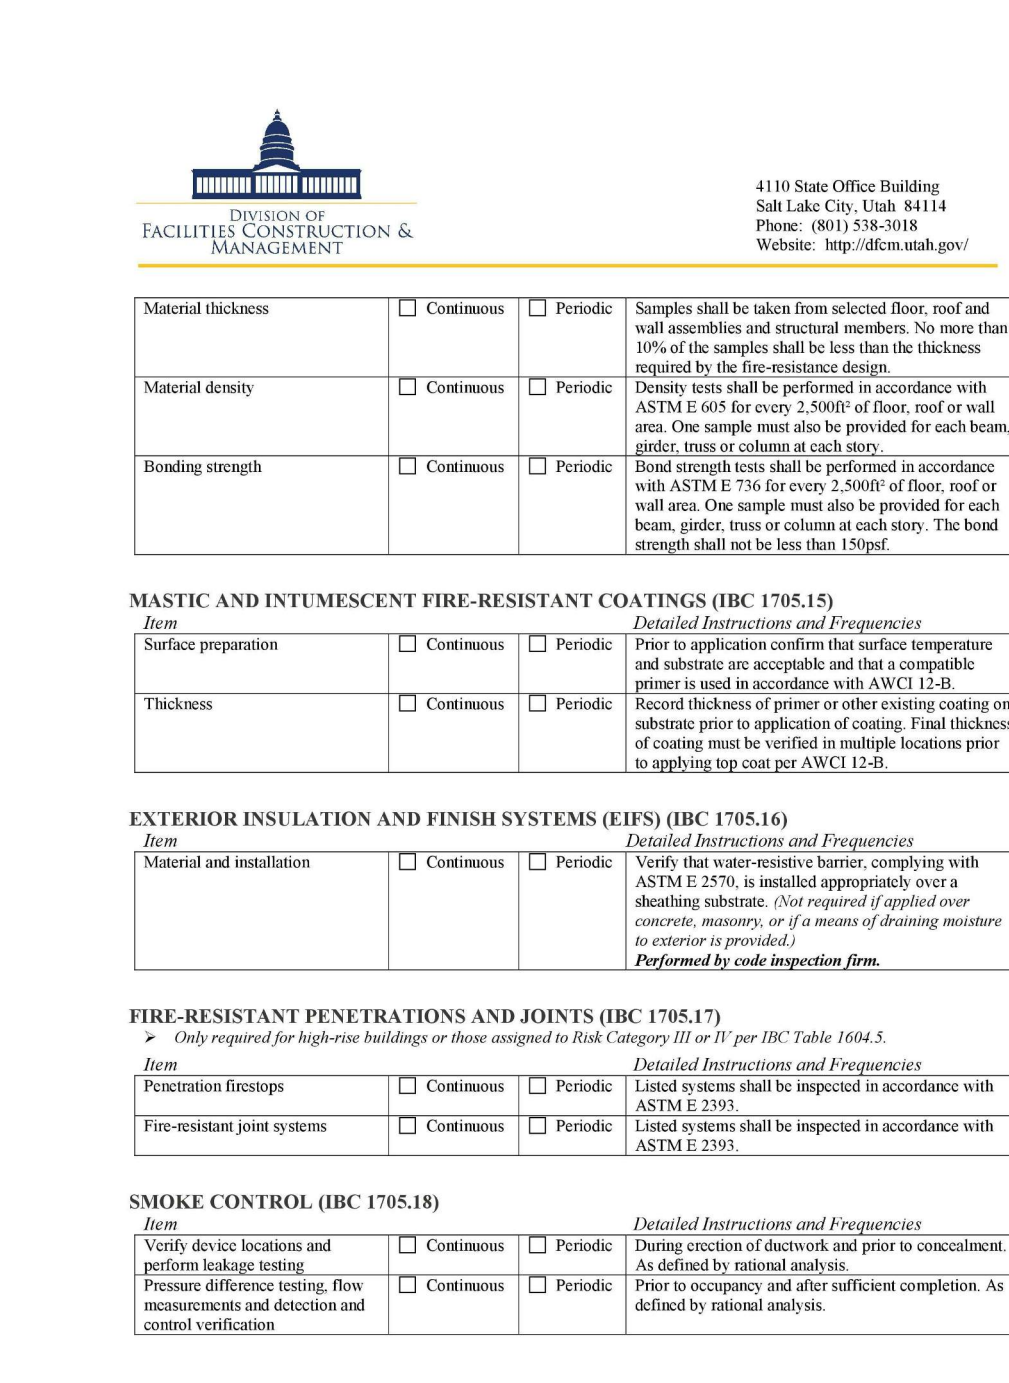 DIVISION OF
FACILITIES CONSTRUCTION &
MANAGEMENT
4110 State Office Building
Salt Lake City, Utah 84114
Phone: (801) 538-3018
Website: http://dfcm.utah.gov/
Material thickness Continuous Periodic Samples shall be taken from selected floor, roof and
wall assemblies and structural members. No more than
10% of the samples shall be less than the thickness
required by the fire-resistance design.
Material density Continuous Periodic Density tests shall be performed in accordance with
ASTM E 605 for every 2,500ft² of floor, roof or wall
area. One sample must also be provided for each beam,
girder, truss or column at each story.
Bonding strength Continuous Periodic Bond strength tests shall be performed in accordance
with ASTM E 736 for every 2,500ft² of floor, roof or
wall area. One sample must also be provided for each
beam, girder, truss or column at each story. The bond
strength shall not be less than 150psf.
MASTIC AND INTUMESCENT FIRE-RESISTANT COATINGS (IBC 1705.15)
Item Detailed Instructions and Frequencies
Surface preparation Continuous Periodic Prior to application confirm that surface temperature
and substrate are acceptable and that a compatible
primer is used in accordance with AWCI 12-B.
Thickness Continuous Periodic Record thickness of primer or other existing coating on
substrate prior to application of coating. Final thickness
of coating must be verified in multiple locations prior
to applying top coat per AWCI 12-B.
EXTERIOR INSULATION AND FINISH SYSTEMS (EIFS) (IBC 1705.16)
Item Detailed Instructions and Frequencies
Material and installation Continuous Periodic Verify that water-resistive barrier, complying with
ASTM E 2570, is installed appropriately over a
sheathing substrate. (Not required if applied over
concrete, masonry, or if a means of draining moisture
to exterior is provided.)
Performed by code inspection firm.
FIRE-RESISTANT PENETRATIONS AND JOINTS (IBC 1705.17)
➢ Only required for high-rise buildings or those assigned to Risk Category III or IV per IBC Table 1604.5.
Item Detailed Instructions and Frequencies
Penetration firestops Continuous Periodic Listed systems shall be inspected in accordance with
ASTM E 2393.
Fire-resistant joint systems Continuous Periodic Listed systems shall be inspected in accordance with
ASTM E 2393.
SMOKE CONTROL (IBC 1705.18)
Item Detailed Instructions and Frequencies
Verify device locations and Continuous Periodic During erection of ductwork and prior to concealment.
perform leakage testing As defined by rational analysis.
Pressure difference testing, flow Continuous Periodic Prior to occupancy and after sufficient completion. As
measurements and detection and defined by rational analysis.
control verification